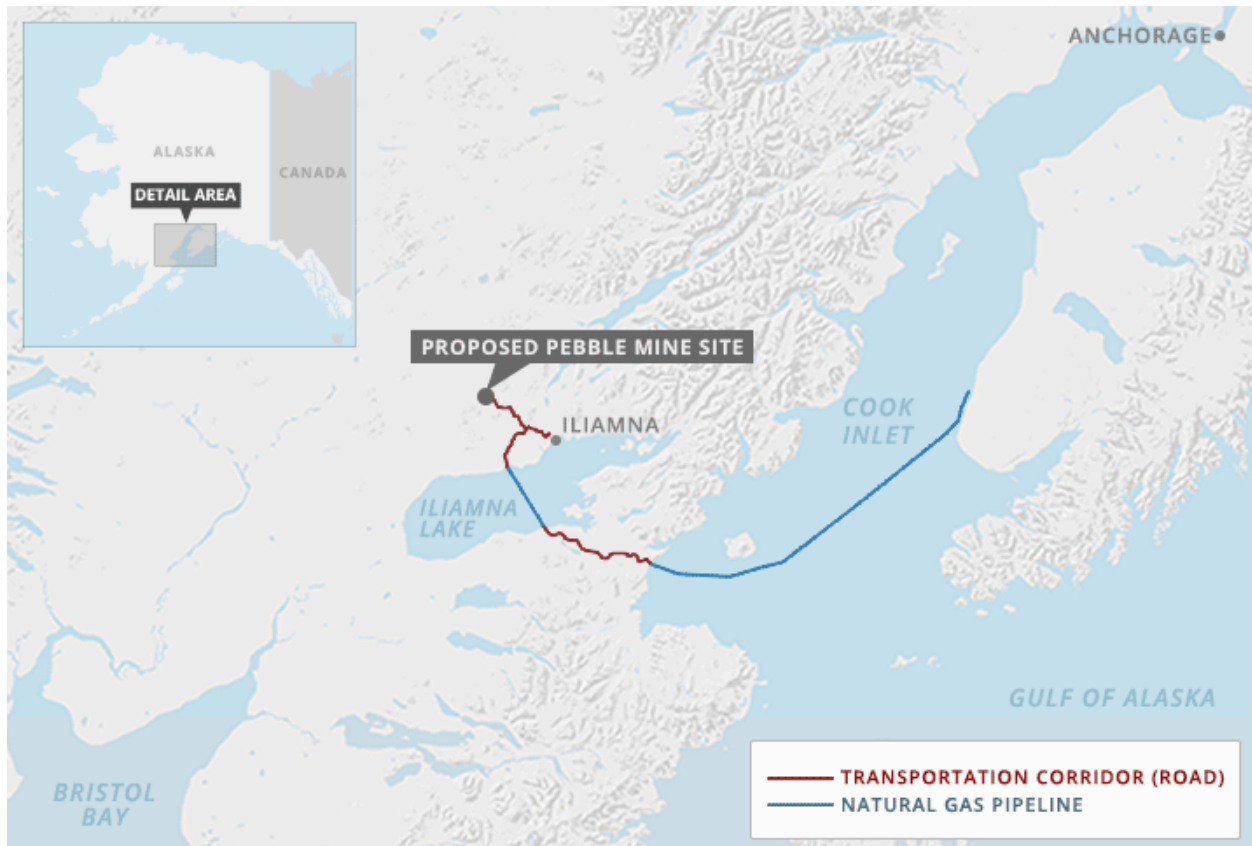 ANCHORAGE
ALASKA
CANADA
DETAIL AREA
PROPOSED PEBBLE MINE SITE
ILIAMNA
COOK
INLET
ILIAMNA
LAKE
GULF OF ALASKA
BRISTOL
BAY
TRANSPORTATION CORRIDOR (ROAD)
NATURAL GAS PIPELINE